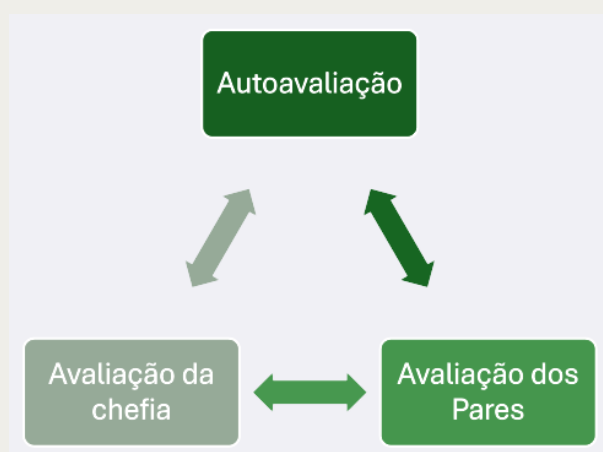 Autoavaliação
Avaliação da
chefia
Avaliação dos
Pares